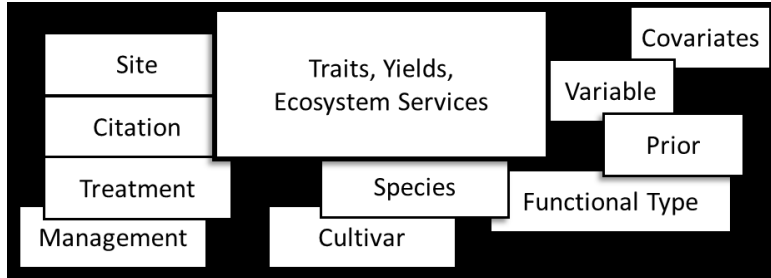 Covariates
Site
Traits, Yields,
Ecosystem Services
Variable
Citation
Prior
Treatment
Species
Functional Type
Management
Cultivar